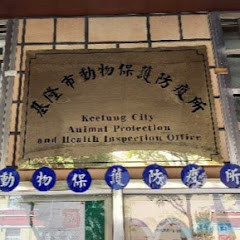 基隆市動物保護防疫所
Keelung City
Animal Protection
and Health Inspection Office
動物保護防疫所